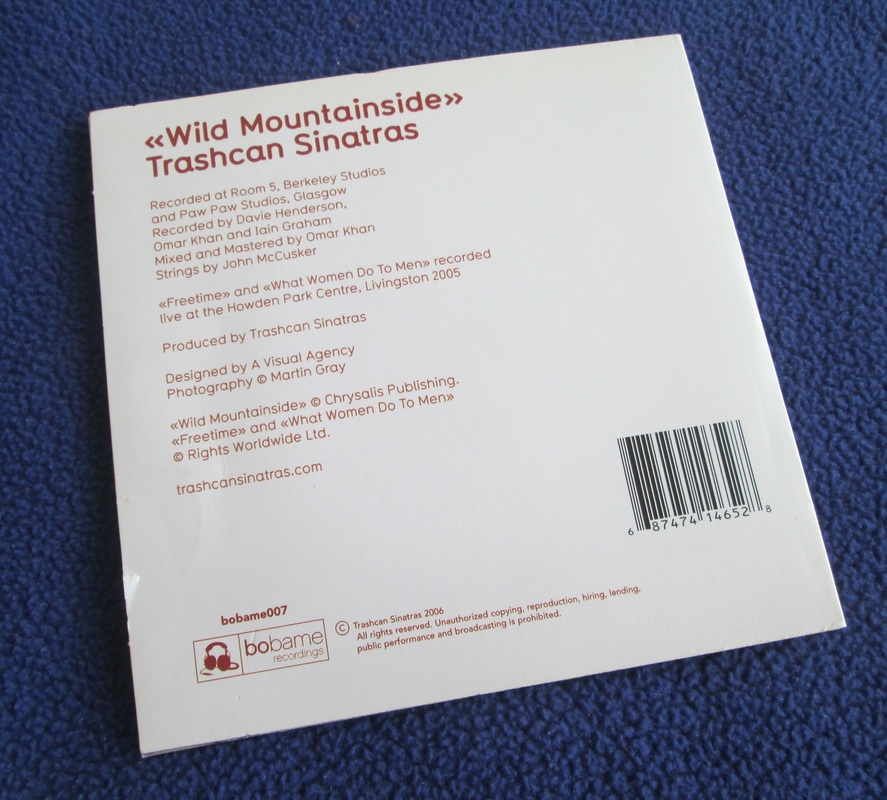 «Wild Mountainside»
Trashcan Sinatras
Recorded at Room 5, Berkeley Studios
and Paw Paw Studios, Glasgow
Recorded by Davie Henderson,
Omar Khan and Iain Graham
Mixed and Mastered by Omar Khan
Strings by John McCusker
«Freetime» and «What Women Do To Men» recorded
live at the Howden Park Centre, Livingston 2005
Produced by Trashcan Sinatras
Designed by A Visual Agency
Photography © Martin Gray
«Wild Mountainside» © Chrysalis Publishing.
«Freetime» and «What Women Do To Men»
© Rights Worldwide Ltd.
trashcansinatras.com
6 87474 14652 8
bobame007
bobame
recordings
© Trashcan Sinatras 2006
All rights reserved. Unauthorized copying, reproduction, hiring, lending,
public performance and broadcasting is prohibited.